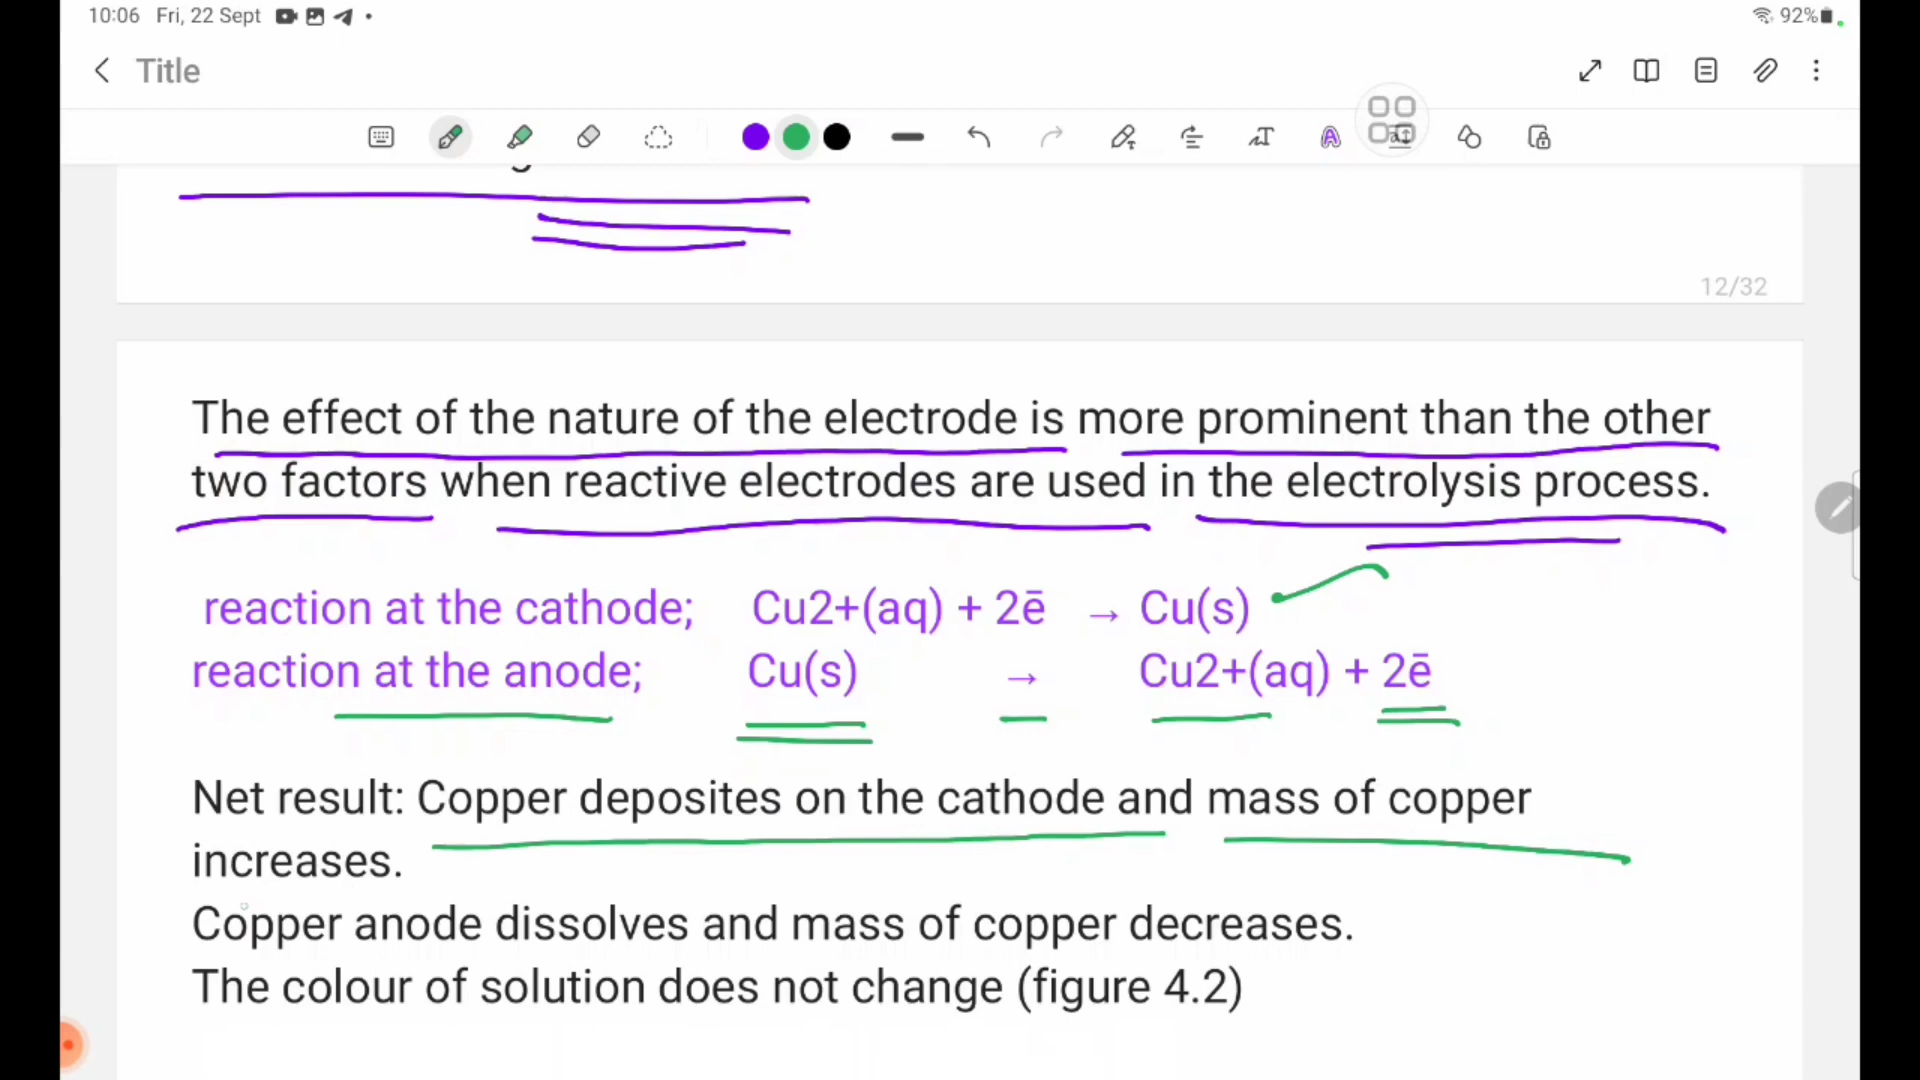 10:06 Fri, 22 Sept
92%
Title
12/32
The effect of the nature of the electrode is more prominent than the other
two factors when reactive electrodes are used in the electrolysis process.
reaction at the cathode; Cu2+(aq) + 2ē → Cu(s)
reaction at the anode; Cu(s) → Cu2+(aq) + 2ē
Net result: Copper deposites on the cathode and mass of copper
increases.
Copper anode dissolves and mass of copper decreases.
The colour of solution does not change (figure 4.2)